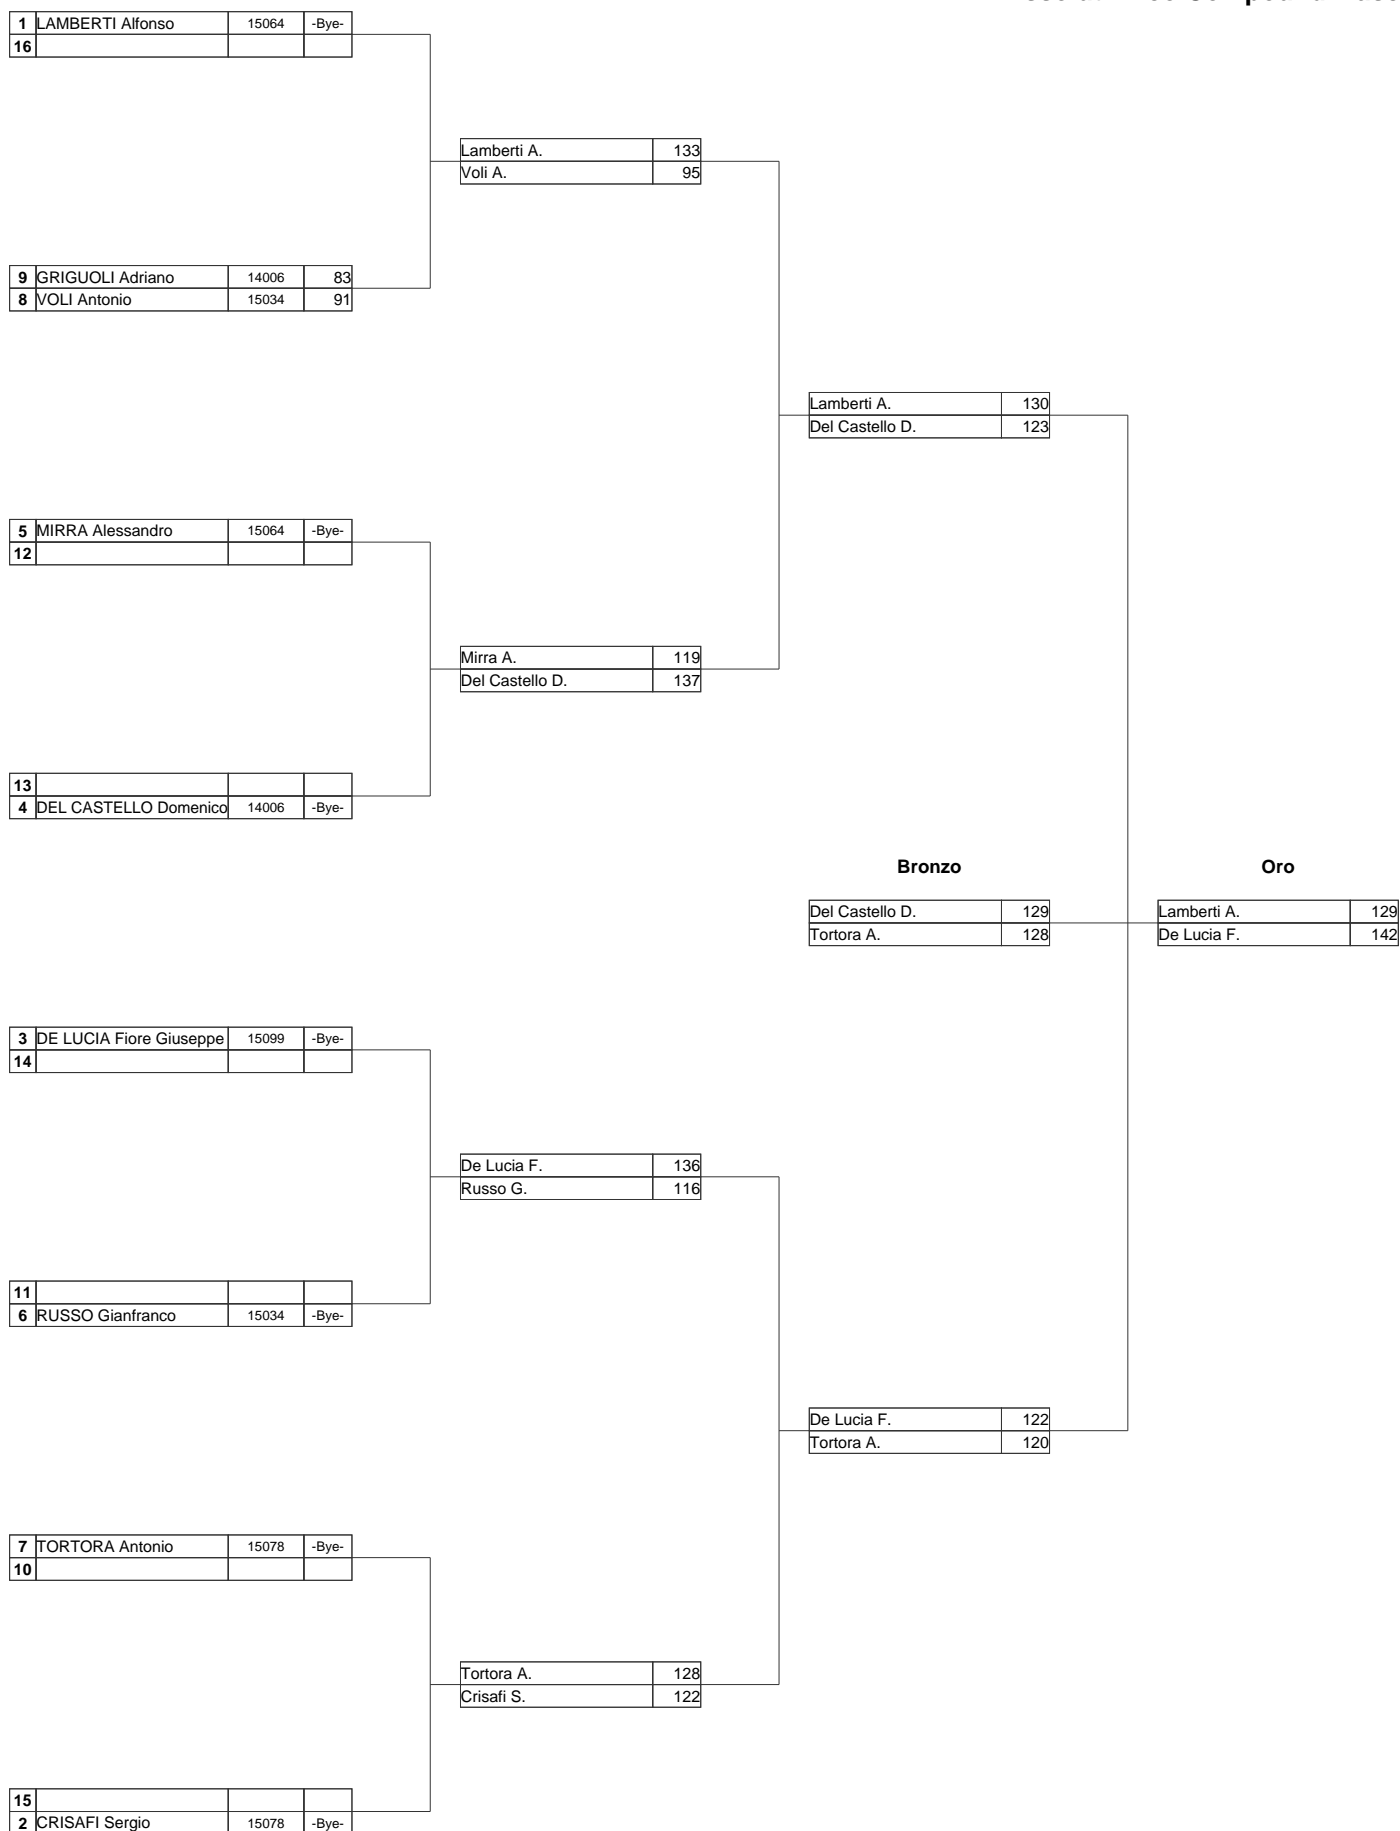 1 LAMBERTI Alfonso 15064 -Bye-
16
Lamberti A. 133
Voli A. 95
9 GRIGUOLI Adriano 14006 83
8 VOLI Antonio 15034 91
Lamberti A. 130
Del Castello D. 123
5 MIRRA Alessandro 15064 -Bye-
12
Mirra A. 119
Del Castello D. 137
13
4 DEL CASTELLO Domenico 14006 -Bye-
Bronzo Oro
Del Castello D. 129 Lamberti A. 129
Tortora A. 128 De Lucia F. 142
3 DE LUCIA Fiore Giuseppe 15099 -Bye-
14
De Lucia F. 136
Russo G. 116
11
6 RUSSO Gianfranco 15034 -Bye-
De Lucia F. 122
Tortora A. 120
7 TORTORA Antonio 15078 -Bye-
10
Tortora A. 128
Crisafi S. 122
15
2 CRISAFI Sergio 15078 -Bye-